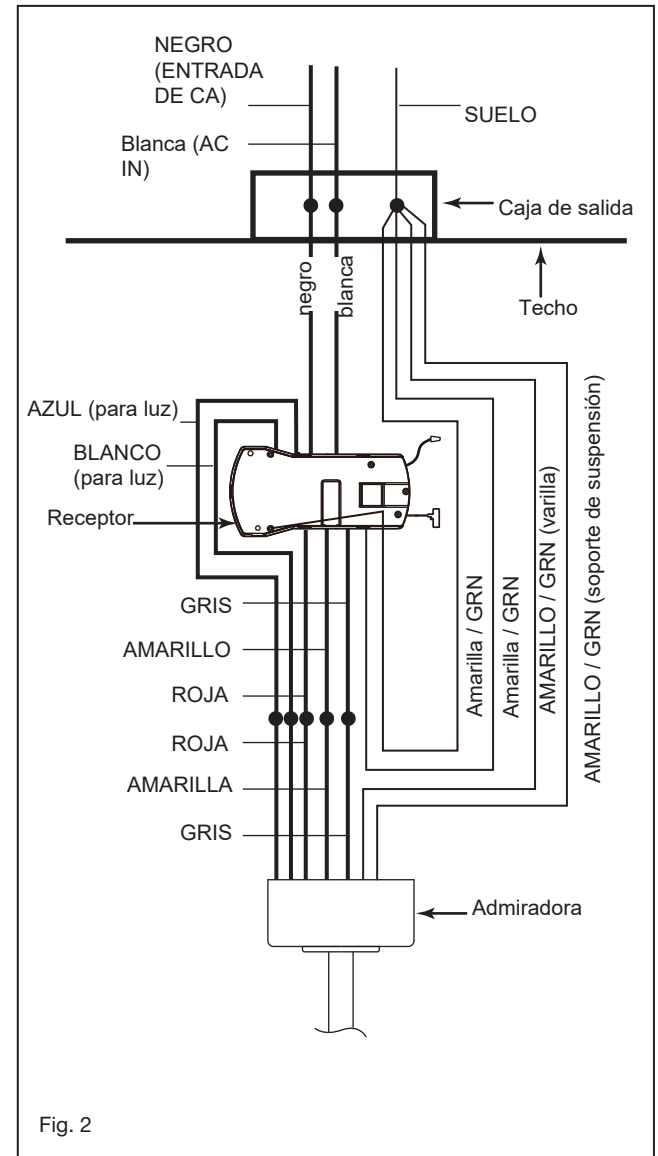 NEGRO
(ENTRADA
DE CA)
SUELO
Blanca (AC
IN)
Caja de salida
negro
blanca
Techo
AZUL (para luz)
BLANCO
(para luz)
Receptor
GRIS
AMARILLO
ROJA
ROJA
AMARILLA
GRIS
Amarilla / GRN
Amarilla / GRN
AMARILLO / GRN (varilla)
AMARILLO / GRN (soporte de suspensión)
Admiradora
Fig. 2